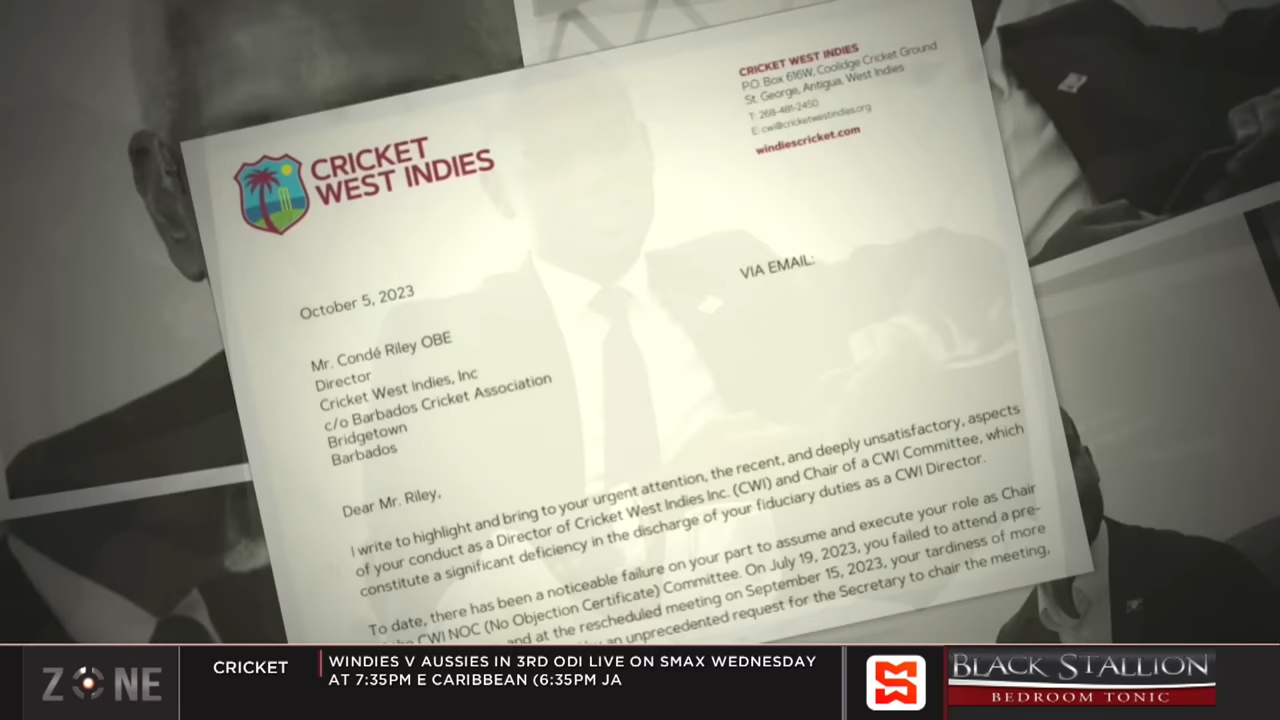 CRICKET WEST INDIES
P.O. Box 616W, Coolidge Cricket Ground
St. George, Antigua, West Indies
T: 268-481-2450
E: cwi@cricketwestindies.org
windiescricket.com
CRICKET
WEST INDIES
VIA EMAIL:
October 5, 2023
Mr. Condé Riley OBE
Director
Cricket West Indies, Inc
c/o Barbados Cricket Association
Bridgetown
Barbados
Dear Mr. Riley,
I write to highlight and bring to your urgent attention, the recent, and deeply unsatisfactory, aspects
of your conduct as a Director of Cricket West Indies Inc. (CWI) and Chair of a CWI Committee, which
constitute a significant deficiency in the discharge of your fiduciary duties as a CWI Director.
To date, there has been a noticeable failure on your part to assume and execute your role as Chair
CWI NOC (No Objection Certificate) Committee. On July 19, 2023, you failed to attend a pre-
and at the rescheduled meeting on September 15, 2023, your tardiness of more
an unprecedented request for the Secretary to chair the meeting,
ZONE
CRICKET
WINDIES V AUSSIES IN 3RD ODI LIVE ON SMAX WEDNESDAY
AT 7:35PM E CARIBBEAN (6:35PM JA
BLACK STALLION
BEDROOM TONIC